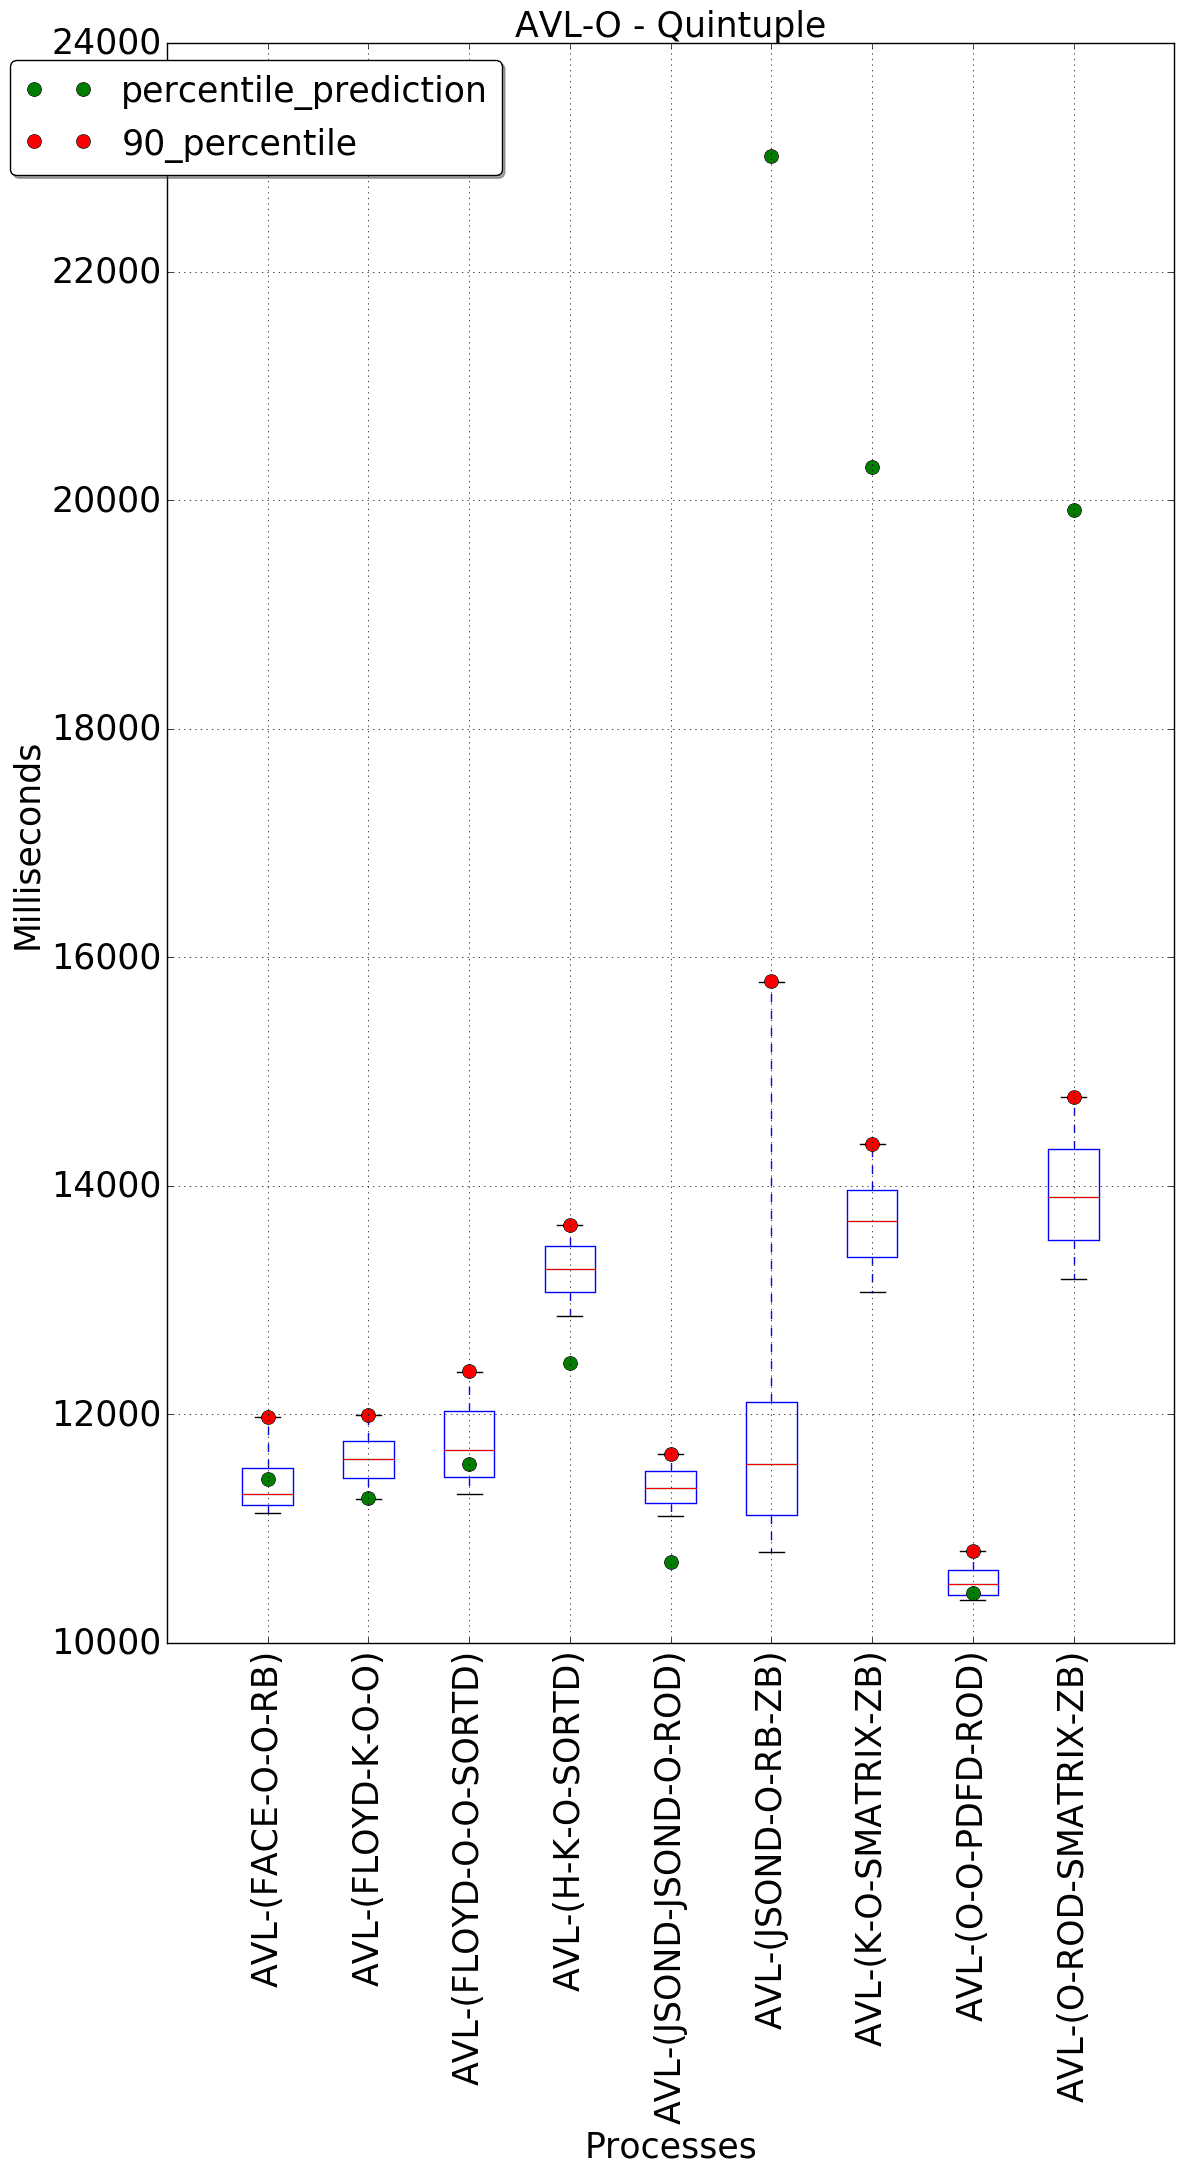 AVL-O - Quintuple
percentile_prediction
90_percentile
24000
22000
20000
18000
16000
14000
12000
10000
Milliseconds
AVL-(FACE-O-O-RB)
AVL-(FLOYD-K-O-O)
AVL-(FLOYD-O-O-SORTD)
AVL-(H-K-O-SORTD)
AVL-(JSOND-JSOND-O-ROD)
AVL-(JSOND-O-RB-ZB)
AVL-(K-O-SMATRIX-ZB)
AVL-(O-O-PDFD-ROD)
AVL-(O-ROD-SMATRIX-ZB)
Processes